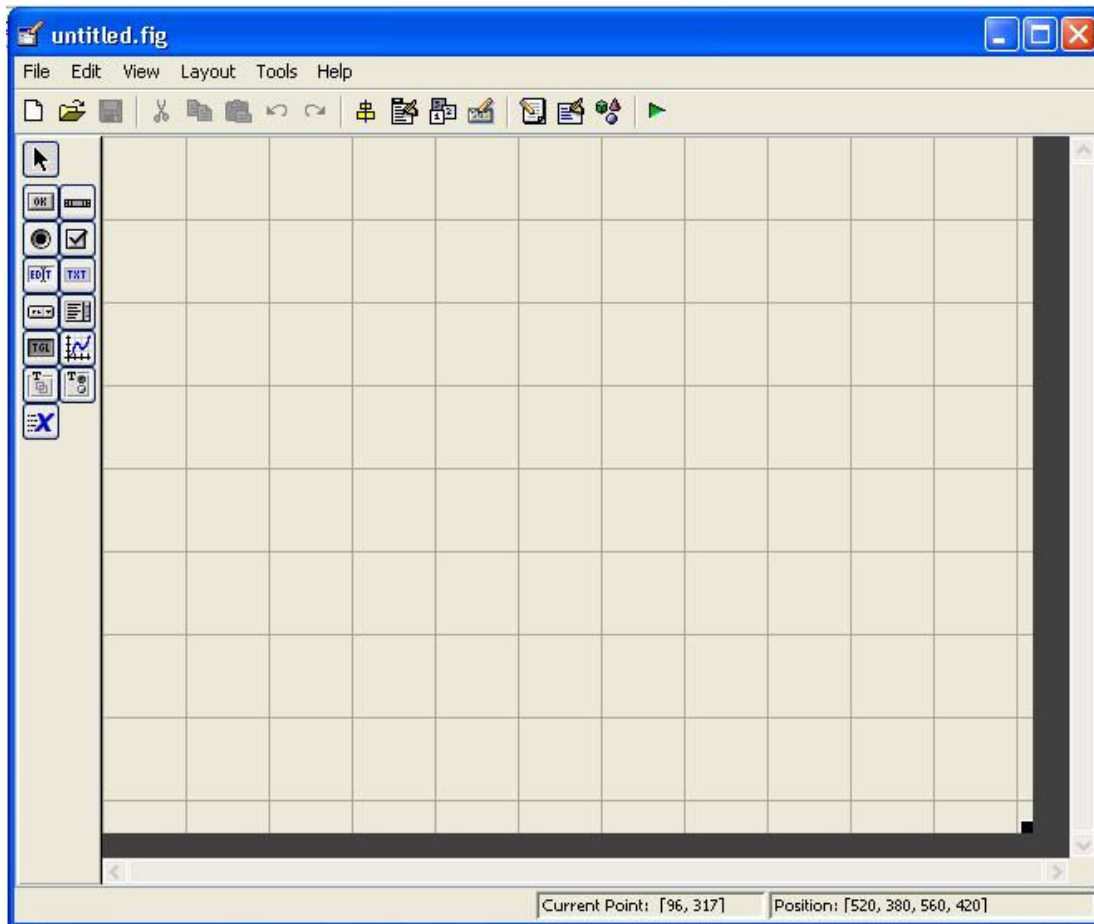 untitled.fig
File Edit View Layout Tools Help
OK
EDIT TXT
TGL
T T
X
Current Point: [96, 317] Position: [520, 380, 560, 420]